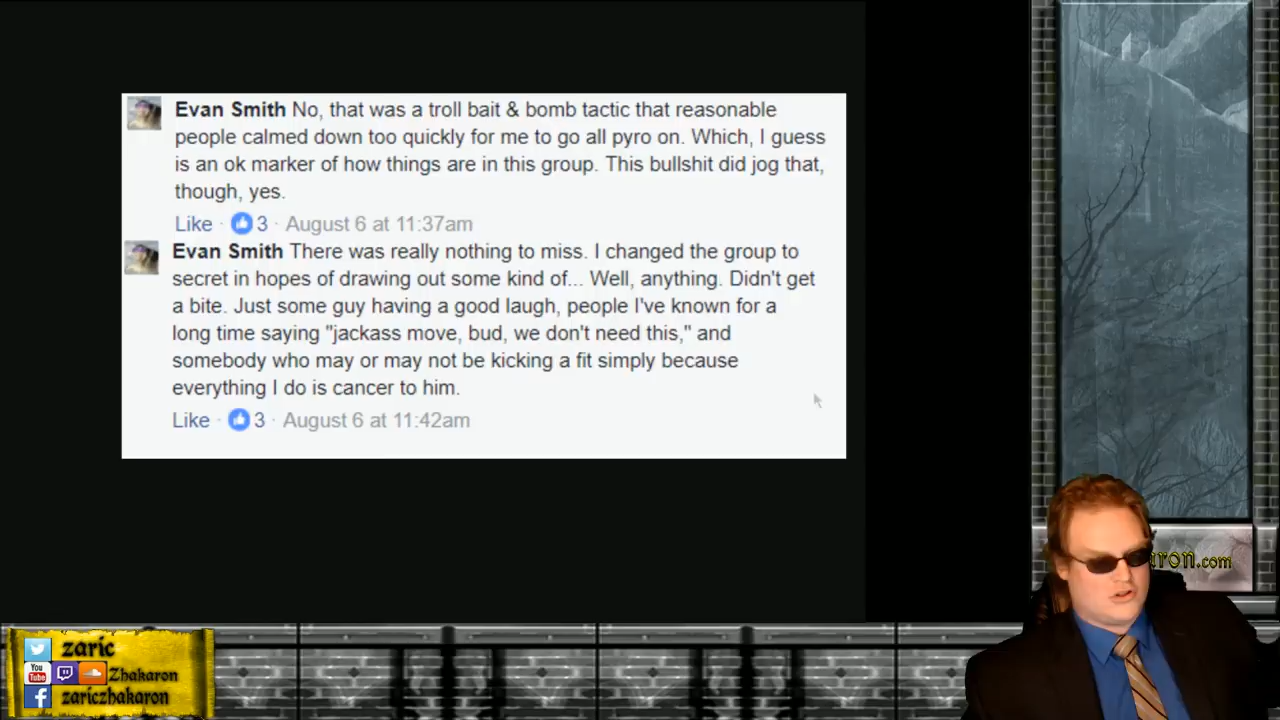 Evan Smith No, that was a troll bait & bomb tactic that reasonable
people calmed down too quickly for me to go all pyro on. Which, I guess
is an ok marker of how things are in this group. This bullshit did jog that,
though, yes.
Like · 3 · August 6 at 11:37am
Evan Smith There was really nothing to miss. I changed the group to
secret in hopes of drawing out some kind of... Well, anything. Didn't get
a bite. Just some guy having a good laugh, people I've known for a
long time saying "jackass move, bud, we don't need this," and
somebody who may or may not be kicking a fit simply because
everything I do is cancer to him.
Like · 3 · August 6 at 11:42am
aron.com
zaric
You Tube Zhakaron
zariczhakaron